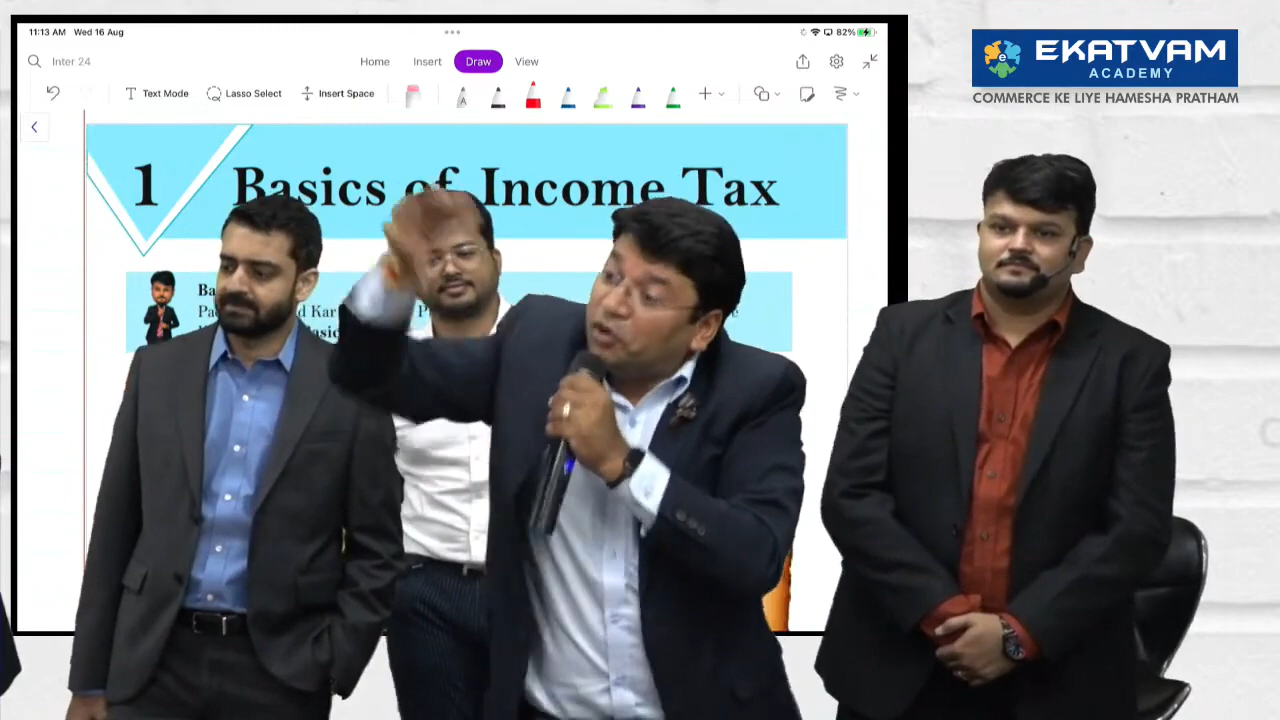 11:13 AM Wed 16 Aug
82%
Inter 24
Home Insert Draw View
Text Mode Lasso Select Insert Space
1 Basics of Income Tax
EKATVAM
ACADEMY
COMMERCE KE LIYE HAMESHA PRATHAM